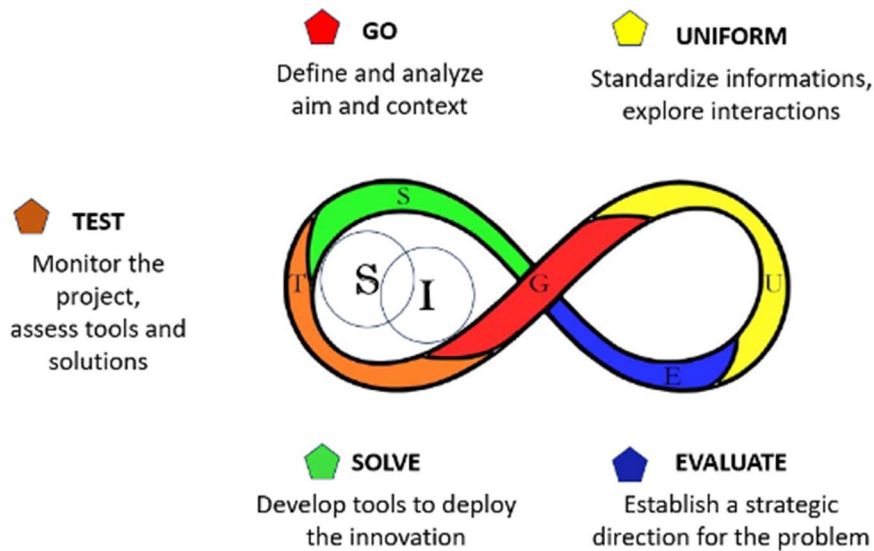 GO
Define and analyze
aim and context
UNIFORM
Standardize informations,
explore interactions
TEST
Monitor the
project,
assess tools and
solutions
S
T
S
I
G
U
E
SOLVE
Develop tools to deploy
the innovation
EVALUATE
Establish a strategic
direction for the problem